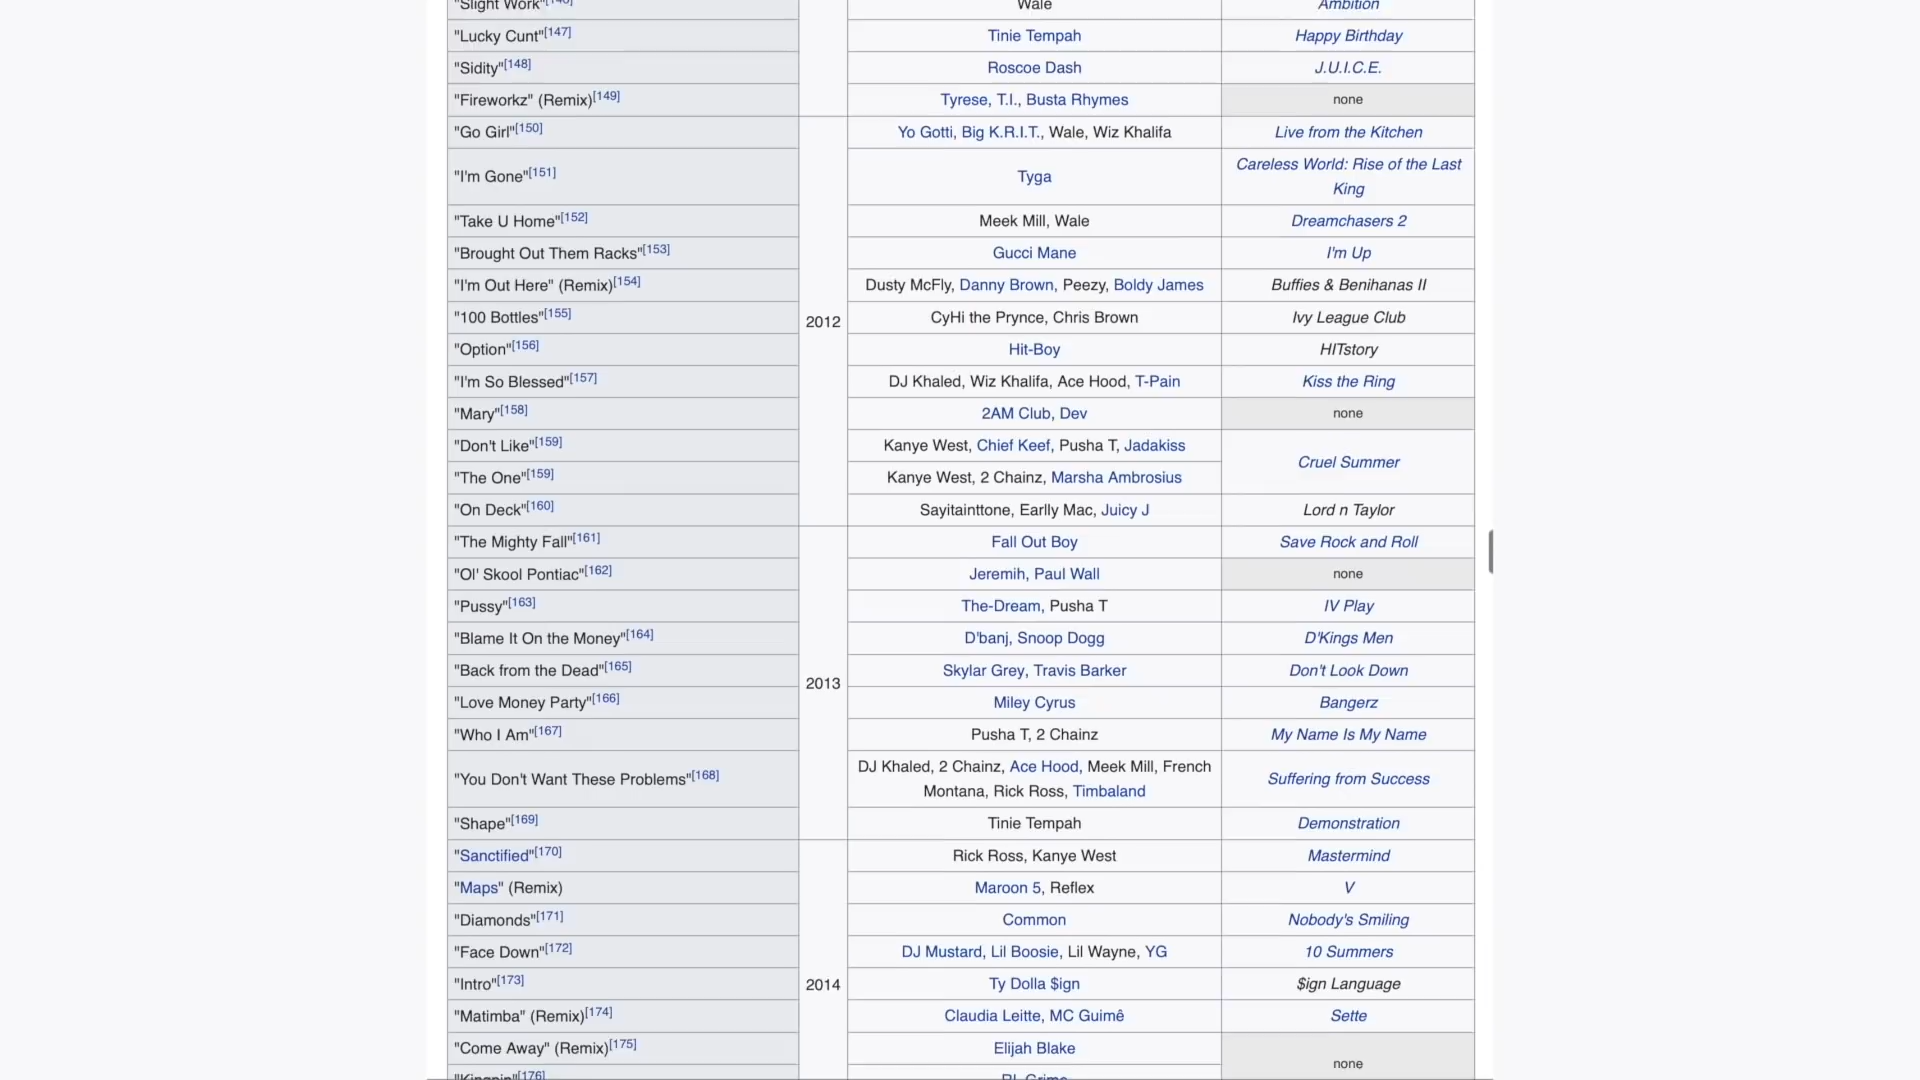 "Slight Work"[146] Wale Ambition
"Lucky Cunt"[147] Tinie Tempah Happy Birthday
"Sidity"[148] Roscoe Dash J.U.I.C.E.
"Fireworkz" (Remix)[149] Tyrese, T.I., Busta Rhymes none
"Go Girl"[150] Yo Gotti, Big K.R.I.T., Wale, Wiz Khalifa Live from the Kitchen
"I'm Gone"[151] Tyga Careless World: Rise of the Last
King
"Take U Home"[152] Meek Mill, Wale Dreamchasers 2
"Brought Out Them Racks"[153] Gucci Mane I'm Up
"I'm Out Here" (Remix)[154] Dusty McFly, Danny Brown, Peezy, Boldy James Buffies & Benihanas II
"100 Bottles"[155] 2012 CyHi the Prynce, Chris Brown Ivy League Club
"Option"[156] Hit-Boy HITstory
"I'm So Blessed"[157] DJ Khaled, Wiz Khalifa, Ace Hood, T-Pain Kiss the Ring
"Mary"[158] 2AM Club, Dev none
"Don't Like"[159] Kanye West, Chief Keef, Pusha T, Jadakiss Cruel Summer
"The One"[159] Kanye West, 2 Chainz, Marsha Ambrosius
"On Deck"[160] Sayitainttone, Earlly Mac, Juicy J Lord n Taylor
"The Mighty Fall"[161] Fall Out Boy Save Rock and Roll
"Ol' Skool Pontiac"[162] Jeremih, Paul Wall none
"Pussy"[163] The-Dream, Pusha T IV Play
"Blame It On the Money"[164] D'banj, Snoop Dogg D'Kings Men
"Back from the Dead"[165] 2013 Skylar Grey, Travis Barker Don't Look Down
"Love Money Party"[166] Miley Cyrus Bangerz
"Who I Am"[167] Pusha T, 2 Chainz My Name Is My Name
"You Don't Want These Problems"[168] DJ Khaled, 2 Chainz, Ace Hood, Meek Mill, French Suffering from Success
Montana, Rick Ross, Timbaland
"Shape"[169] Tinie Tempah Demonstration
"Sanctified"[170] Rick Ross, Kanye West Mastermind
"Maps" (Remix) Maroon 5, Reflex V
"Diamonds"[171] Common Nobody's Smiling
"Face Down"[172] DJ Mustard, Lil Boosie, Lil Wayne, YG 10 Summers
"Intro"[173] 2014 Ty Dolla $ign $ign Language
"Matimba" (Remix)[174] Claudia Leitte, MC Guimê Sette
"Come Away" (Remix)[175] Elijah Blake none
"Kingpin"[176] RL Grime